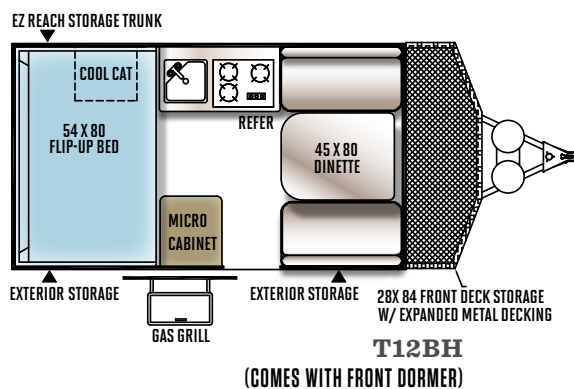 EZ REACH STORAGE TRUNK
COOL CAT
54 X 80
FLIP-UP BED
REFER
45 X 80
DINETTE
MICRO
CABINET
EXTERIOR STORAGE
EXTERIOR STORAGE
28X 84 FRONT DECK STORAGE
W/ EXPANDED METAL DECKING
GAS GRILL
T12BH
(COMES WITH FRONT DORMER)